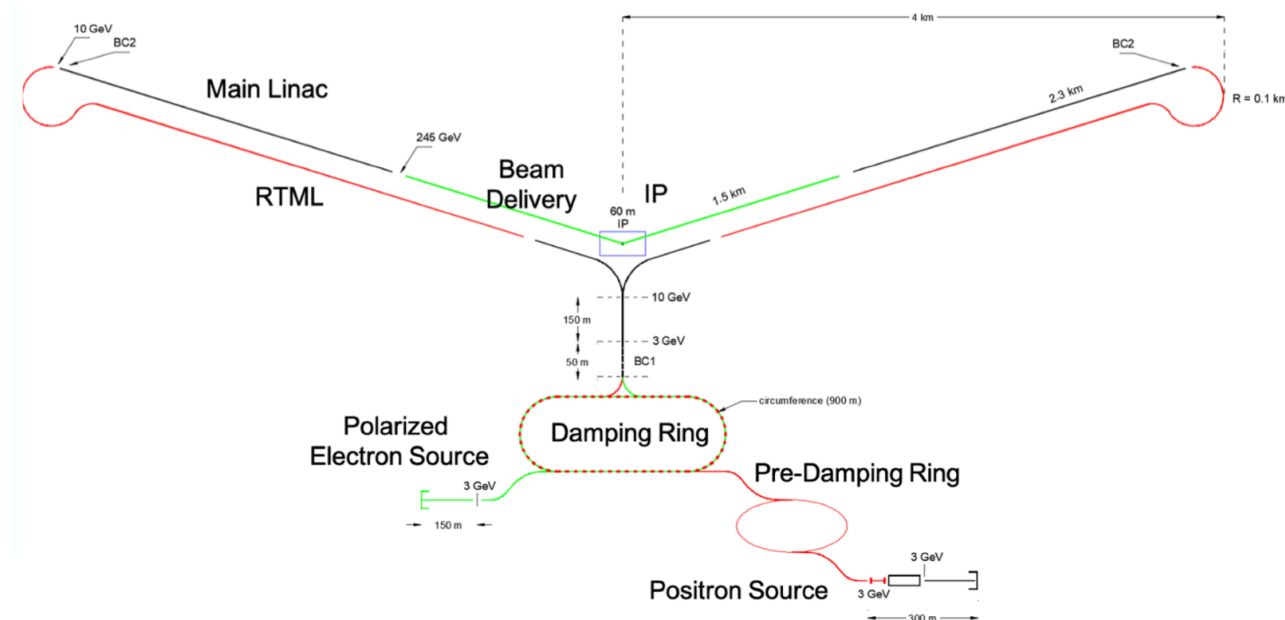 4 km
10 GeV
BC2
BC2
Main Linac
2.3 km
R = 0.1 km
245 GeV
Beam
Delivery
IP
RTML
1.5 km
60 m
IP
10 GeV
150 m
3 GeV
50 m
BC1
circumference (900 m)
Polarized
Electron Source
Damping Ring
Pre-Damping Ring
3 GeV
150 m
3 GeV
Positron Source
3 GeV
300 m